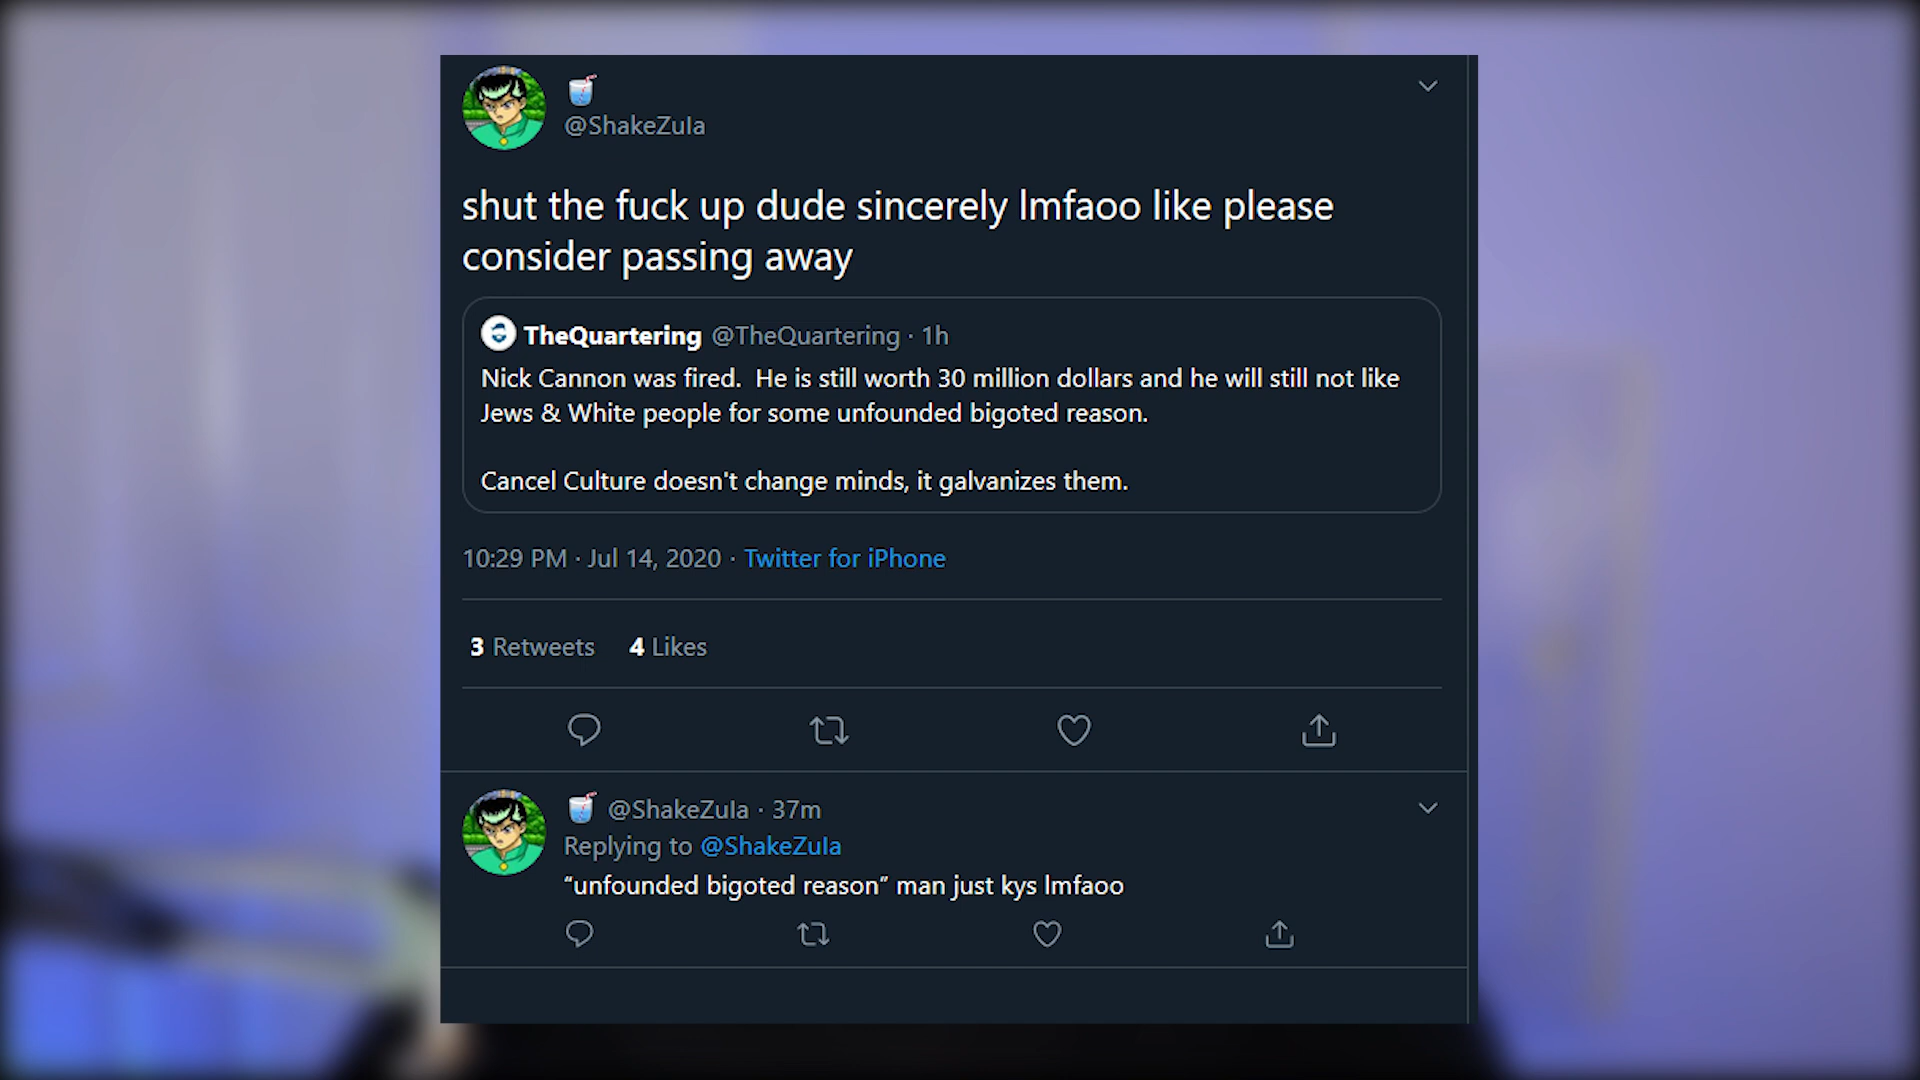 @ShakeZula
shut the fuck up dude sincerely lmfaoo like please
consider passing away
TheQuartering @TheQuartering · 1h
Nick Cannon was fired. He is still worth 30 million dollars and he will still not like
Jews & White people for some unfounded bigoted reason.
Cancel Culture doesn't change minds, it galvanizes them.
10:29 PM · Jul 14, 2020 · Twitter for iPhone
3 Retweets 4 Likes
@ShakeZula · 37m
Replying to @ShakeZula
“unfounded bigoted reason” man just kys lmfaoo